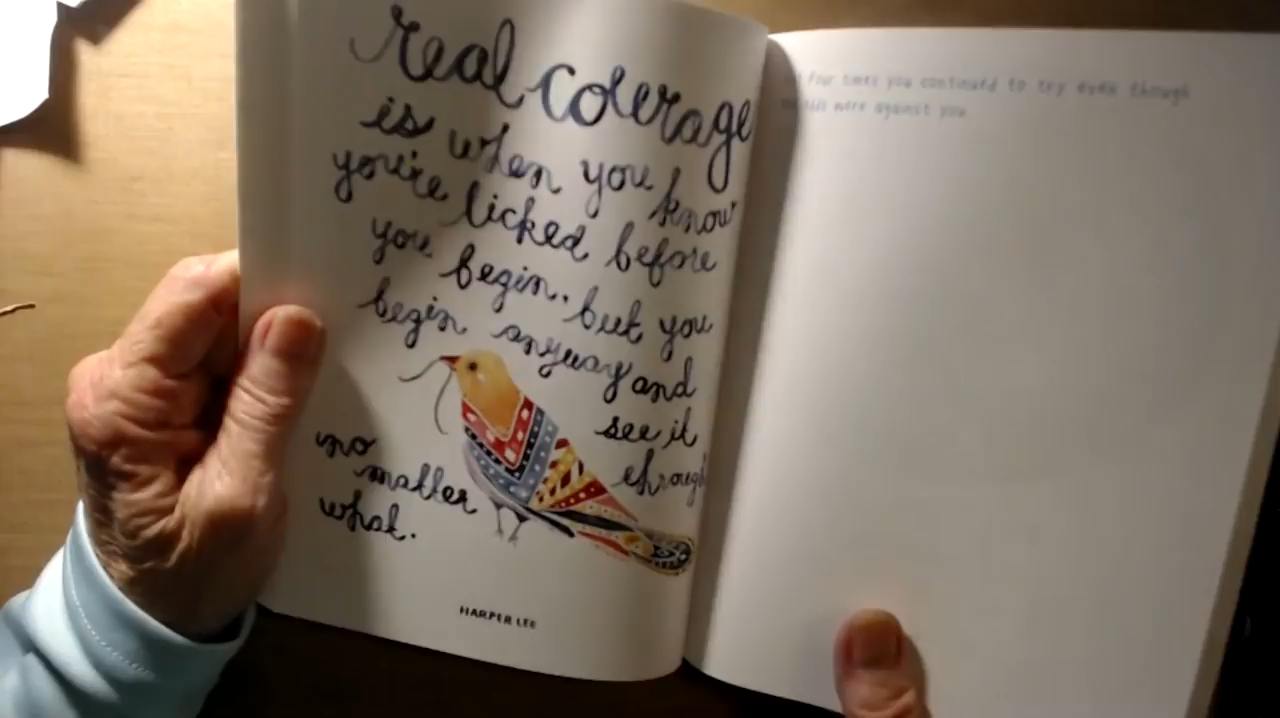 real courage
is when you know
you're licked before
you begin. but you
begin anyway and
see it
through
no
matter
what.
HARPER LEE
four times you continued to try even though
were against you